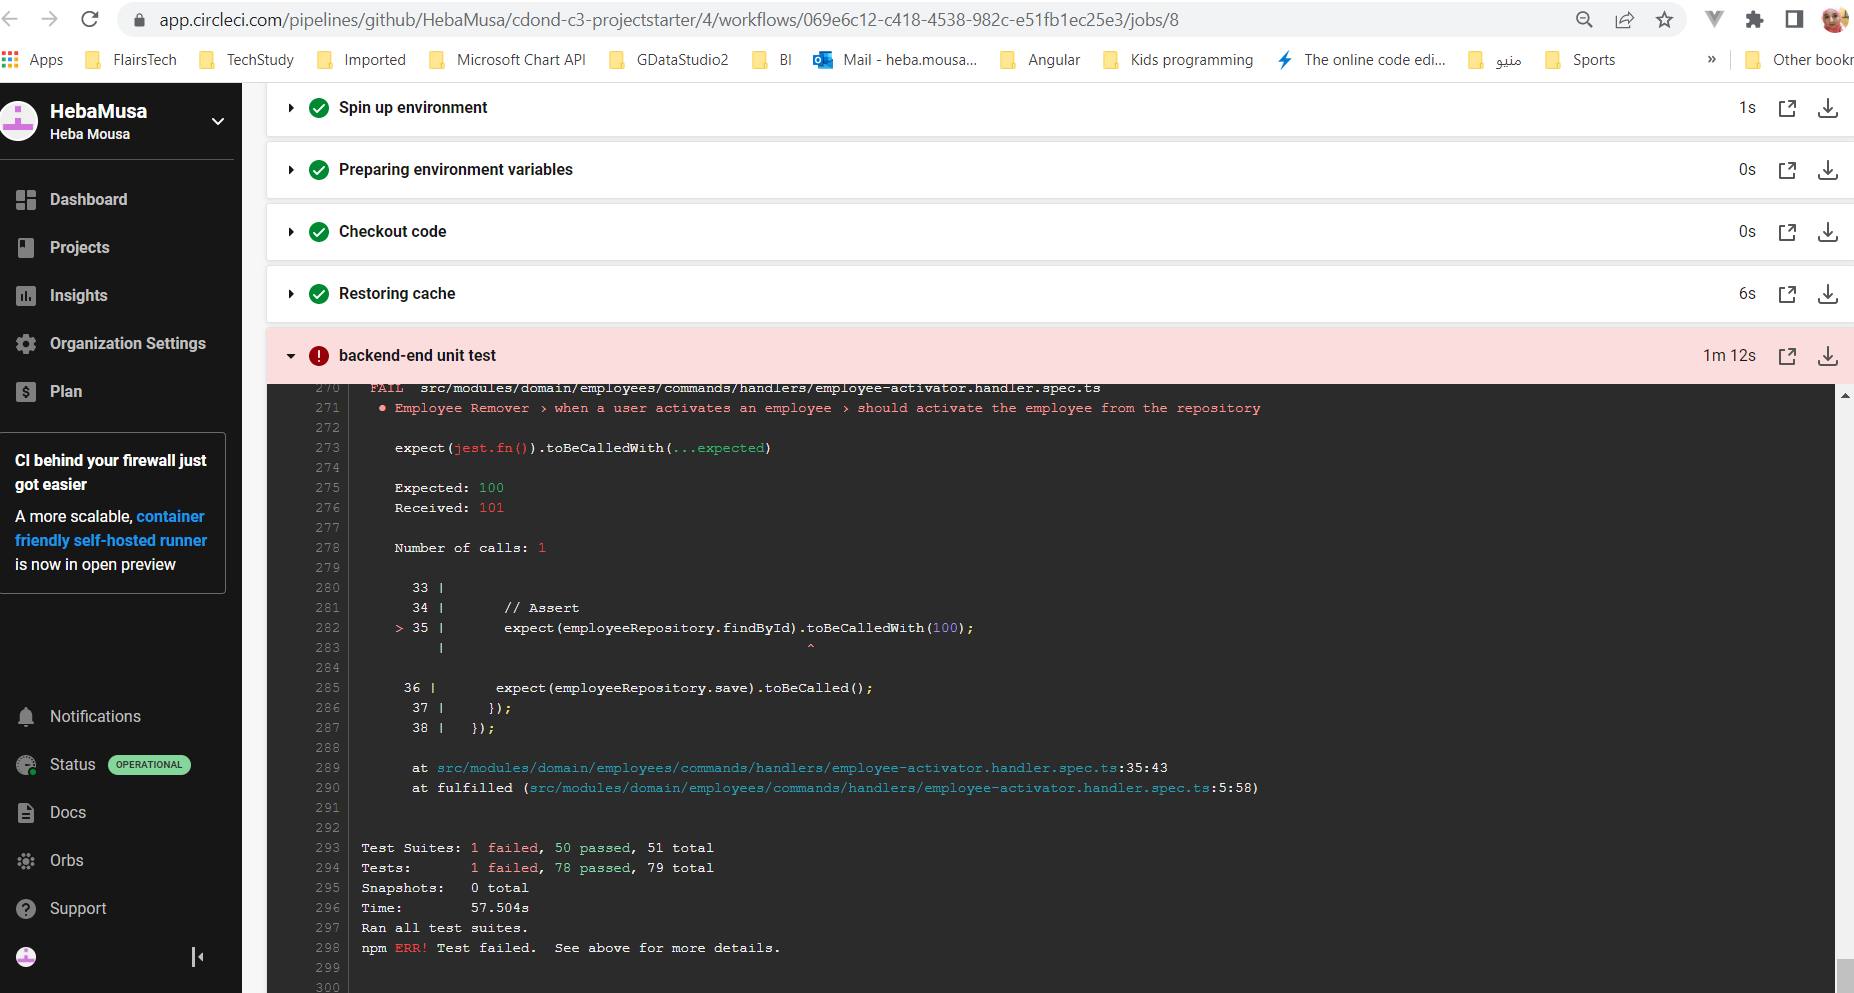 app.circleci.com/pipelines/github/HebaMusa/cdond-c3-projectstarter/4/workflows/069e6c12-c418-4538-982c-e51fb1ec25e3/jobs/8
Apps FlairsTech TechStudy Imported Microsoft Chart API GDataStudio2 BI Mail - heba.mousa... Angular Kids programming The online code edi... منيو Sports » Other bookr
HebaMusa
Heba Mousa
Dashboard
Projects
Insights
Organization Settings
Plan
CI behind your firewall just
got easier
A more scalable, container
friendly self-hosted runner
is now in open preview
Notifications
Status OPERATIONAL
Docs
Orbs
Support
Spin up environment 1s
Preparing environment variables 0s
Checkout code 0s
Restoring cache 6s
backend-end unit test 1m 12s
270 FAIL src/modules/domain/employees/commands/handlers/employee-activator.handler.spec.ts
271 ● Employee Remover › when a user activates an employee › should activate the employee from the repository
272
273 expect(jest.fn()).toBeCalledWith(...expected)
274
275 Expected: 100
276 Received: 101
277
278 Number of calls: 1
279
280 33 |
281 34 | // Assert
282 > 35 | expect(employeeRepository.findById).toBeCalledWith(100);
283 | ^
284
285 36 | expect(employeeRepository.save).toBeCalled();
286 37 | });
287 38 | });
288
289 at src/modules/domain/employees/commands/handlers/employee-activator.handler.spec.ts:35:43
290 at fulfilled (src/modules/domain/employees/commands/handlers/employee-activator.handler.spec.ts:5:58)
291
292
293 Test Suites: 1 failed, 50 passed, 51 total
294 Tests: 1 failed, 78 passed, 79 total
295 Snapshots: 0 total
296 Time: 57.504s
297 Ran all test suites.
298 npm ERR! Test failed. See above for more details.
299
300